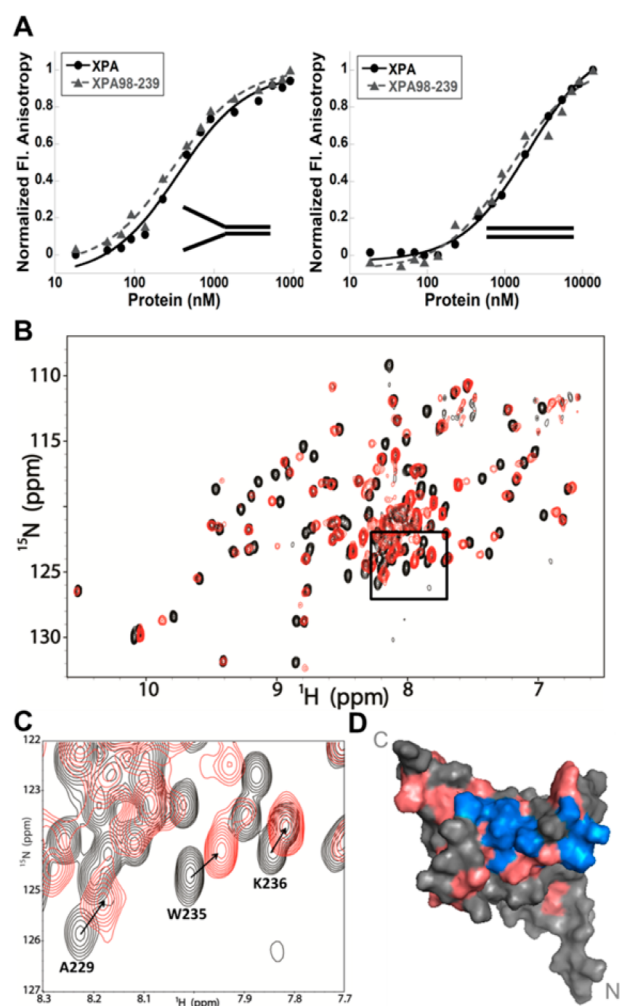 A
XPA
XPA98-239
XPA
XPA98-239
Normalized Fl. Anisotropy
1
0.8
0.6
0.4
0.2
0
10
100
1000
1000
Protein (nM)
Normalized Fl. Anisotropy
1
0.8
0.6
0.4
0.2
0
10
100
1000
10000
Protein (nM)
B
110
115
120
125
130
15N (ppm)
10
9
8
7
1H (ppm)
C
122
123
124
125
126
15N (ppm)
A229
W235
K236
8.3
8.2
8.1
7.9
7.8
7.7
1H (ppm)
D
C
N